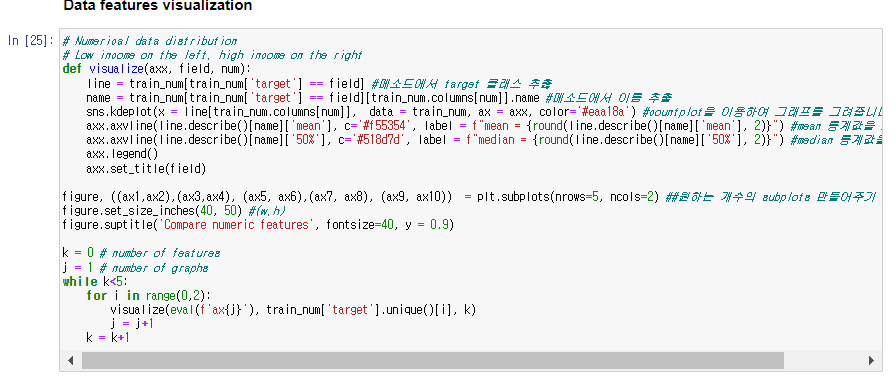 Data features visualization
In [25]:
# Numerical data distribution
# Low income on the left, high income on the right
def visualize(axx, field, num):
    line = train_num[train_num['target'] == field] #메소드에서 target 클래스 추출
    name = train_num[train_num['target'] == field][train_num.columns[num]].name #메소드에서 이름 추출
    sns.kdeplot(x = line[train_num.columns[num]],  data = train_num, ax = axx, color='#eaa18a') #countplot을 이용하여 그래프를 그려줍니
    axx.axvline(line.describe()[name]['mean'], c='#f55354', label = f"mean = {round(line.describe()[name]['mean'], 2)}") #mean 통계값을
    axx.axvline(line.describe()[name]['50%'], c='#518d7d', label = f"median = {round(line.describe()[name]['50%'], 2)}") #median 통계값을
    axx.legend()
    axx.set_title(field)
figure, ((ax1,ax2),(ax3,ax4), (ax5, ax6),(ax7, ax8), (ax9, ax10))  = plt.subplots(nrows=5, ncols=2) ##원하는 개수의 subplots 만들어주기
figure.set_size_inches(40, 50) #(w,h)
figure.suptitle('Compare numeric features', fontsize=40, y = 0.9)
k = 0 # number of features
j = 1 # number of graphs
while k<5:
    for i in range(0,2):
        visualize(eval(f'ax{j}'), train_num['target'].unique()[i], k)
        j = j+1
    k = k+1